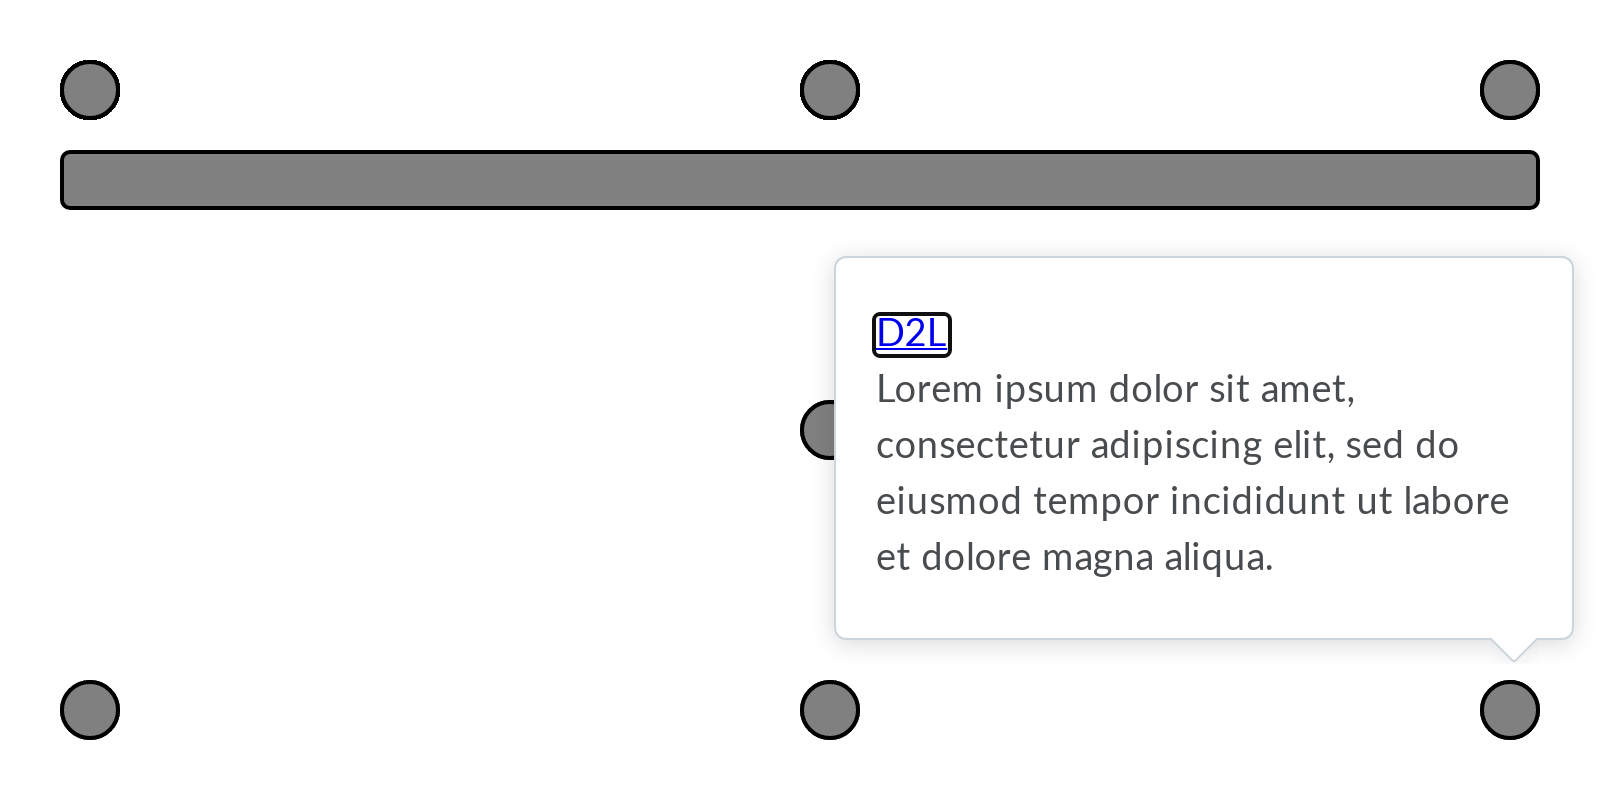 D2L
Lorem ipsum dolor sit amet,
consectetur adipiscing elit, sed do
eiusmod tempor incididunt ut labore
et dolore magna aliqua.